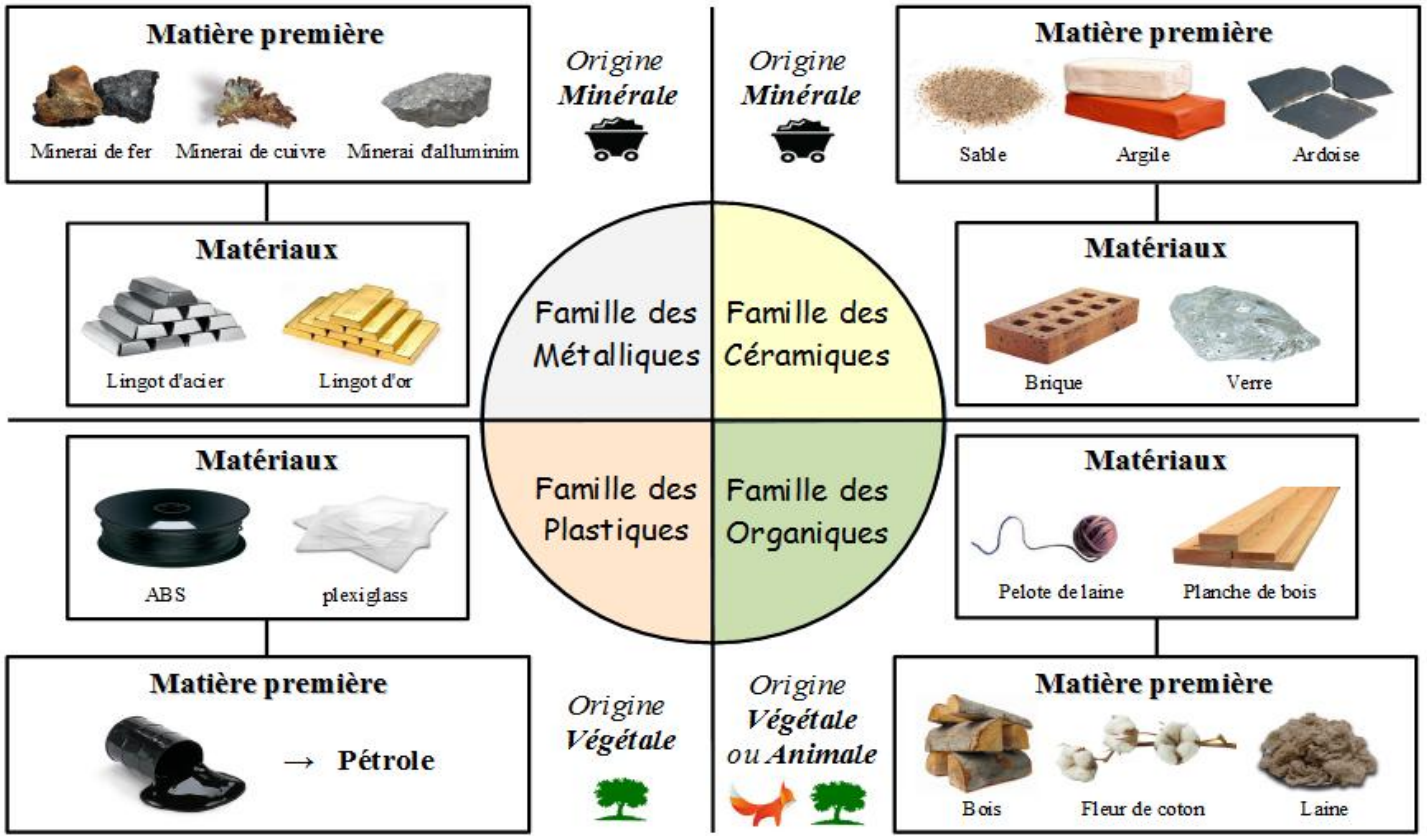 Matière première
Minerai de fer
Minerai de cuivre
Minerai d'alluminim
Origine
Minérale
Origine
Minérale
Matière première
Sable
Argile
Ardoise
Matériaux
Lingot d'acier
Lingot d'or
Famille des
Métalliques
Famille des
Céramiques
Matériaux
Brique
Verre
Matériaux
ABS
plexiglass
Famille des
Plastiques
Famille des
Organiques
Matériaux
Pelote de laine
Planche de bois
Matière première
→ Pétrole
Origine
Végétale
Origine
Végétale
ou Animale
Matière première
Bois
Fleur de coton
Laine